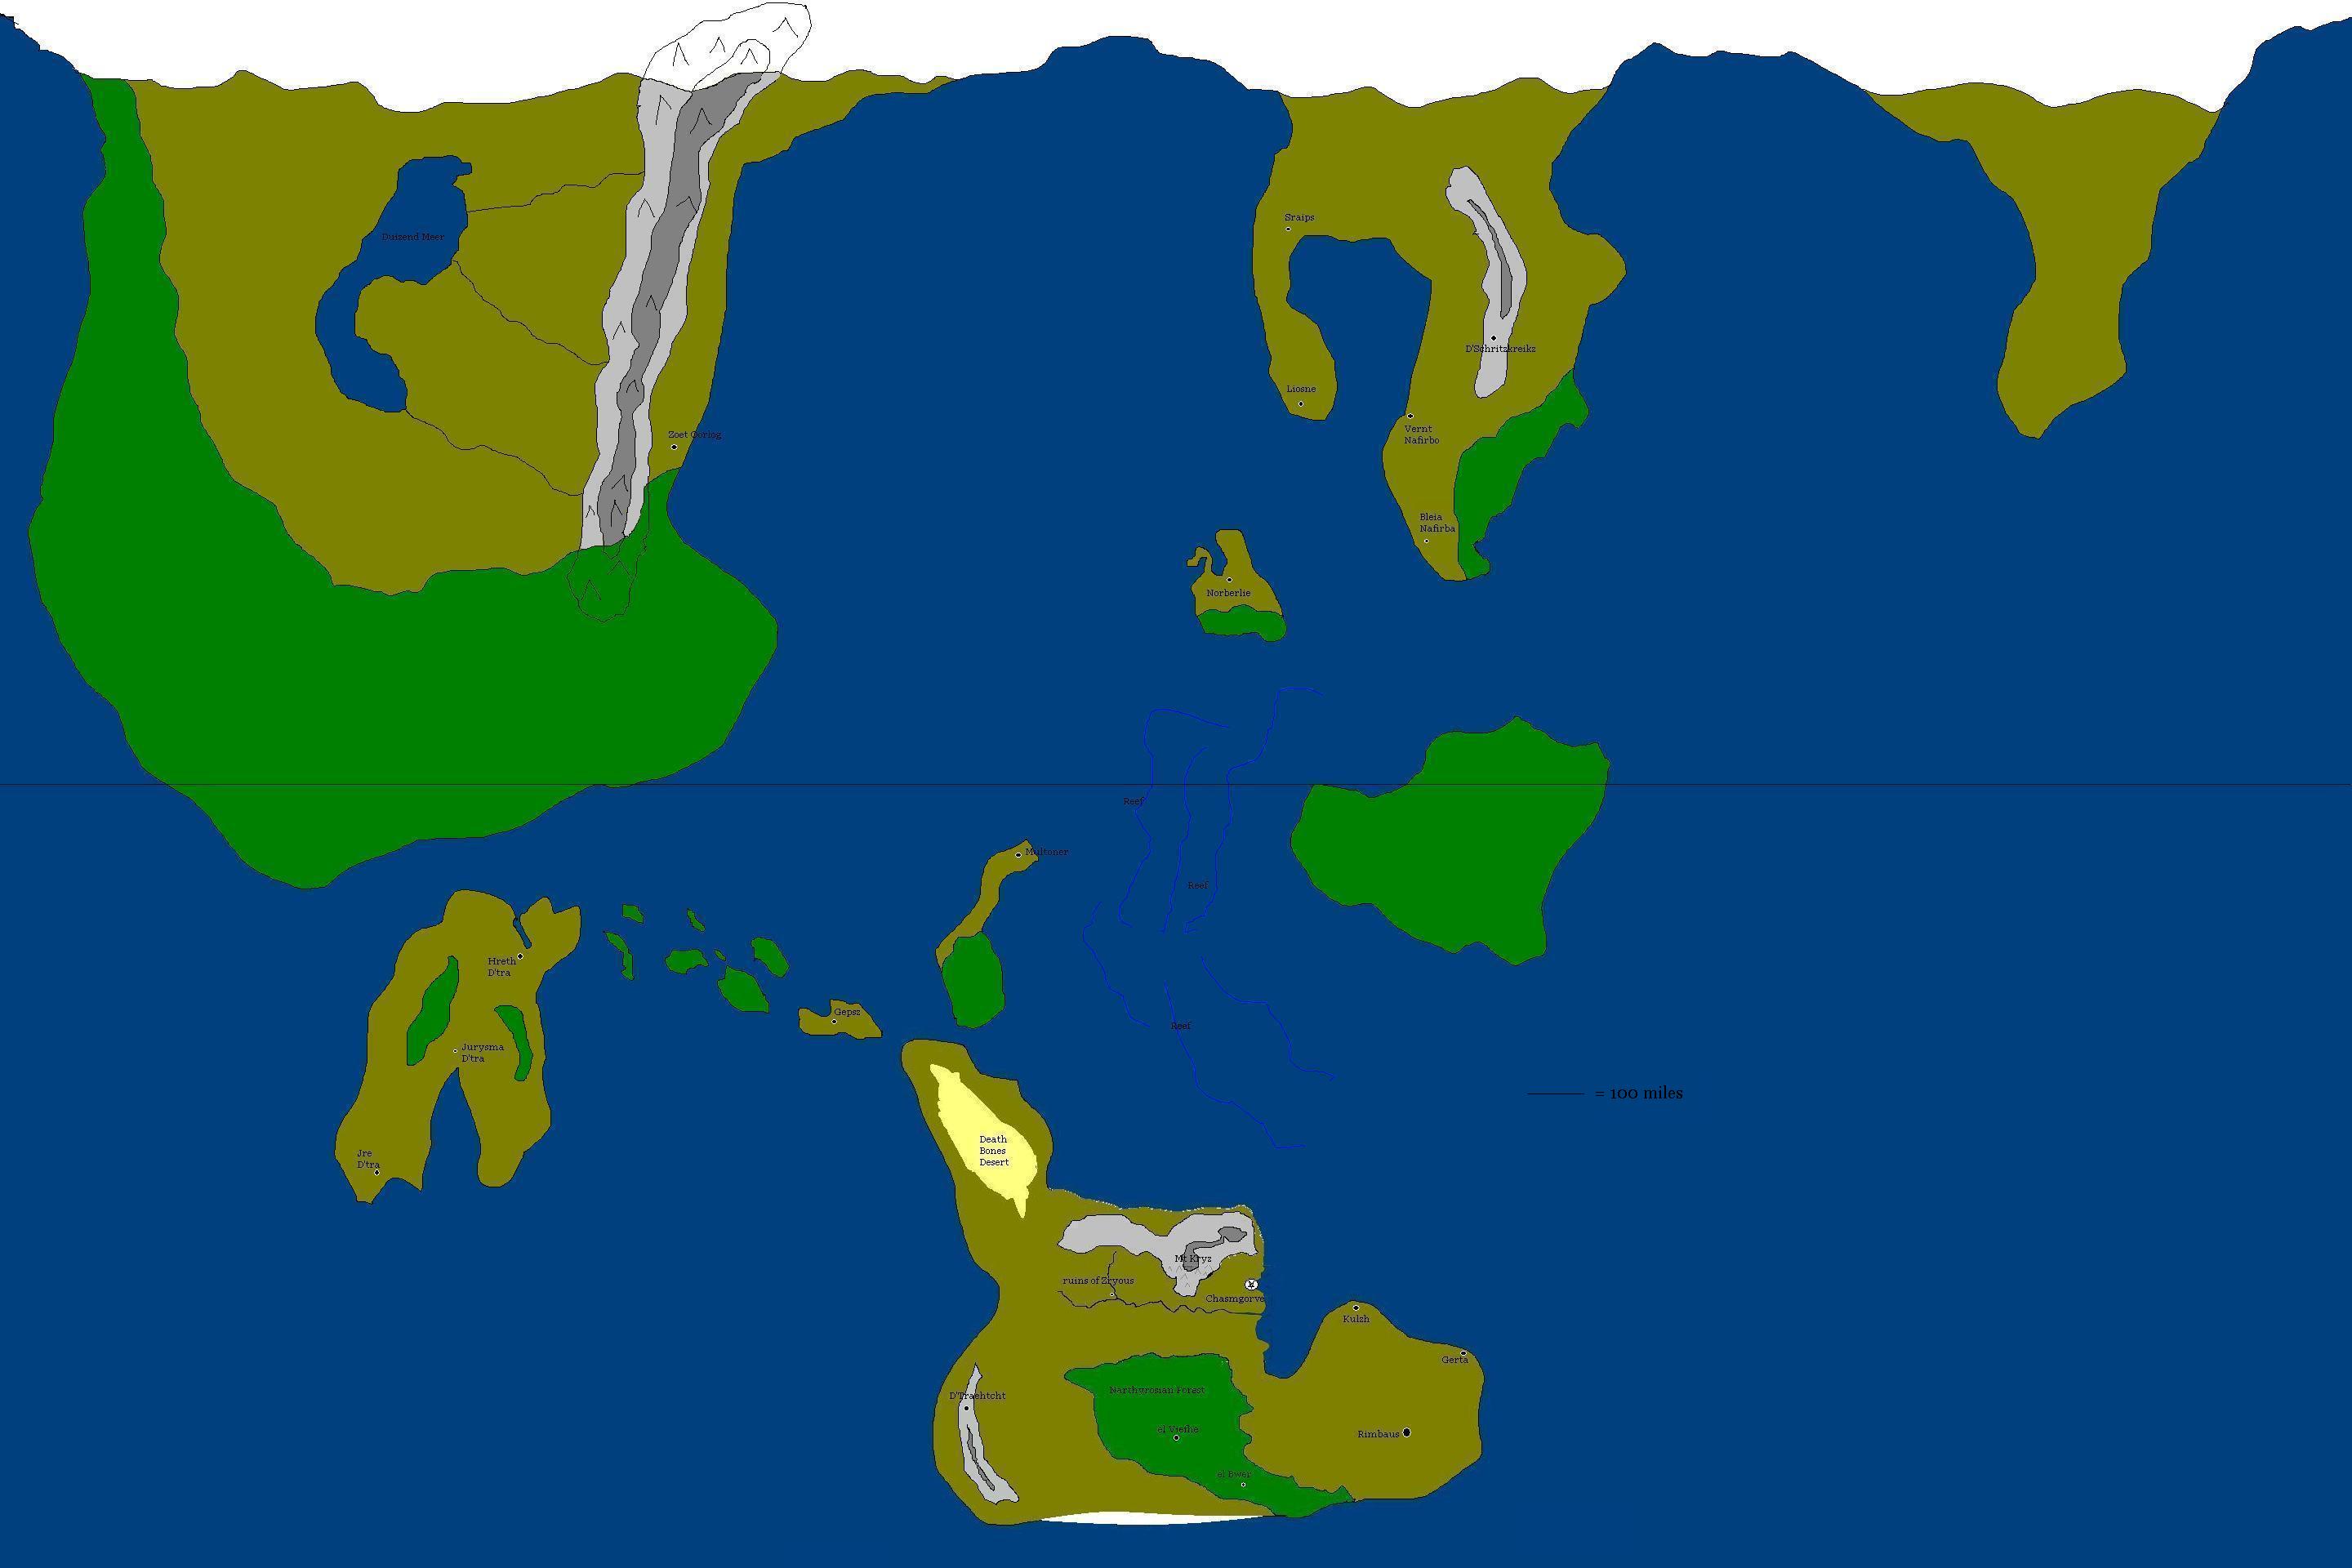 Sraips
Duizend Meer
D'Schritzkreikz
Liosne
Vernt
Nafirbo
Zoet Oorlog
Bleia
Nafirba
Norberlie
Reef
Multoner
Reef
Hreth
D'tra
Gepsz
Reef
Jurysma
D'tra
= 100 miles
Death
Bones
Desert
Jre
D'tra
Mt Kryz
ruins of Zryous
Chasmgorve
Kulzh
Gerta
Narthyrosian Forest
D'Traehtcht
el Vieihe
Rimbaus
el Bwer